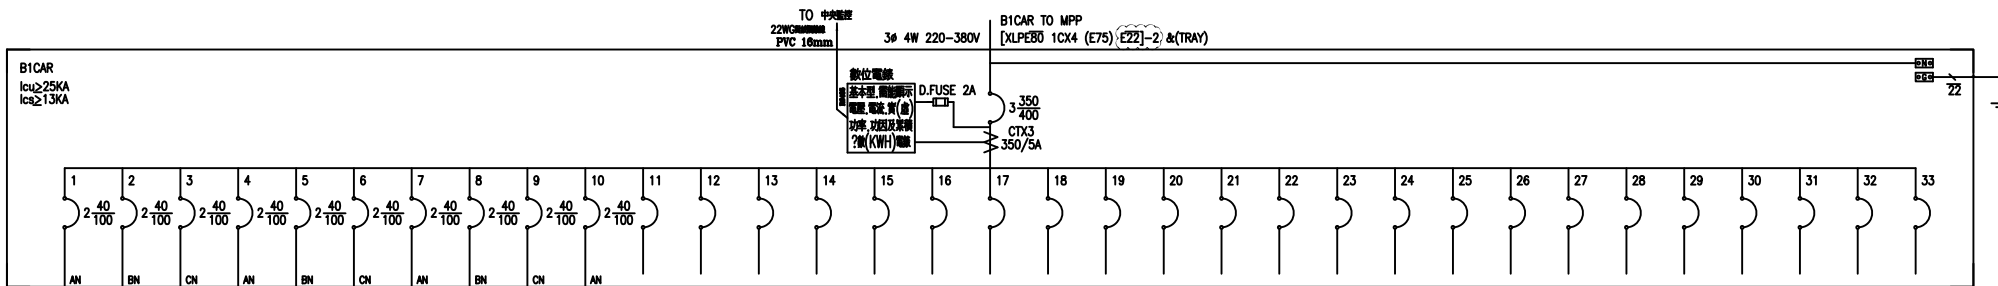 TO 中央監控
22WG
PVC 16mm
3ø 4W 220-380V
B1CAR TO MPP
[XLPE80 1CX4 (E75) E22]-2 &(TRAY)
B1CAR
Icu≥25KA
Ics≥13KA
數位電錶
基本型,需能顯示
電壓,電流,實(虛)
功率,功因及累積
?數(KWH)電錶
D.FUSE 2A
3 350/400
CTX3
350/5A
N
G
22
1 2 3 4 5 6 7 8 9 10 11 12 13 14 15 16 17 18 19 20 21 22 23 24 25 26 27 28 29 30 31 32 33
2 40/100 2 40/100 2 40/100 2 40/100 2 40/100 2 40/100 2 40/100 2 40/100 2 40/100 2 40/100
AN BN CN AN BN CN AN BN CN AN